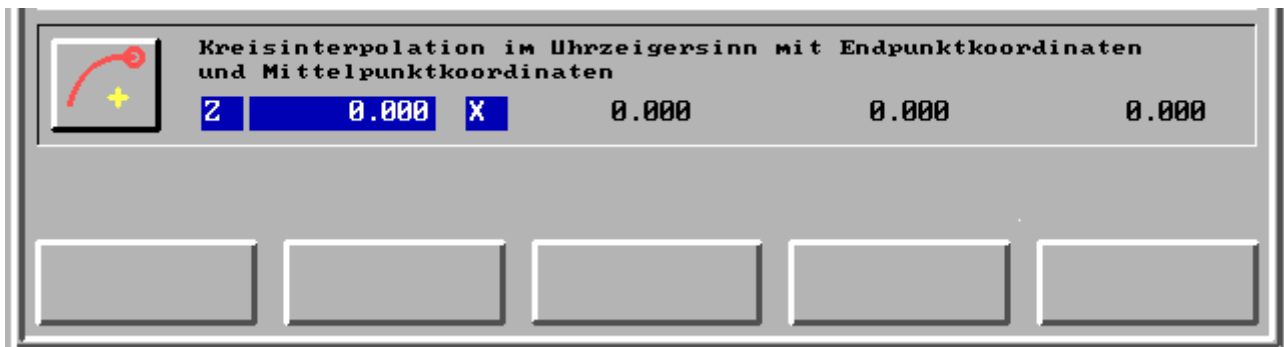 Kreisinterpolation im Uhrzeigersinn mit Endpunktkoordinaten
und Mittelpunktkoordinaten
Z 0.000 X 0.000 0.000 0.000